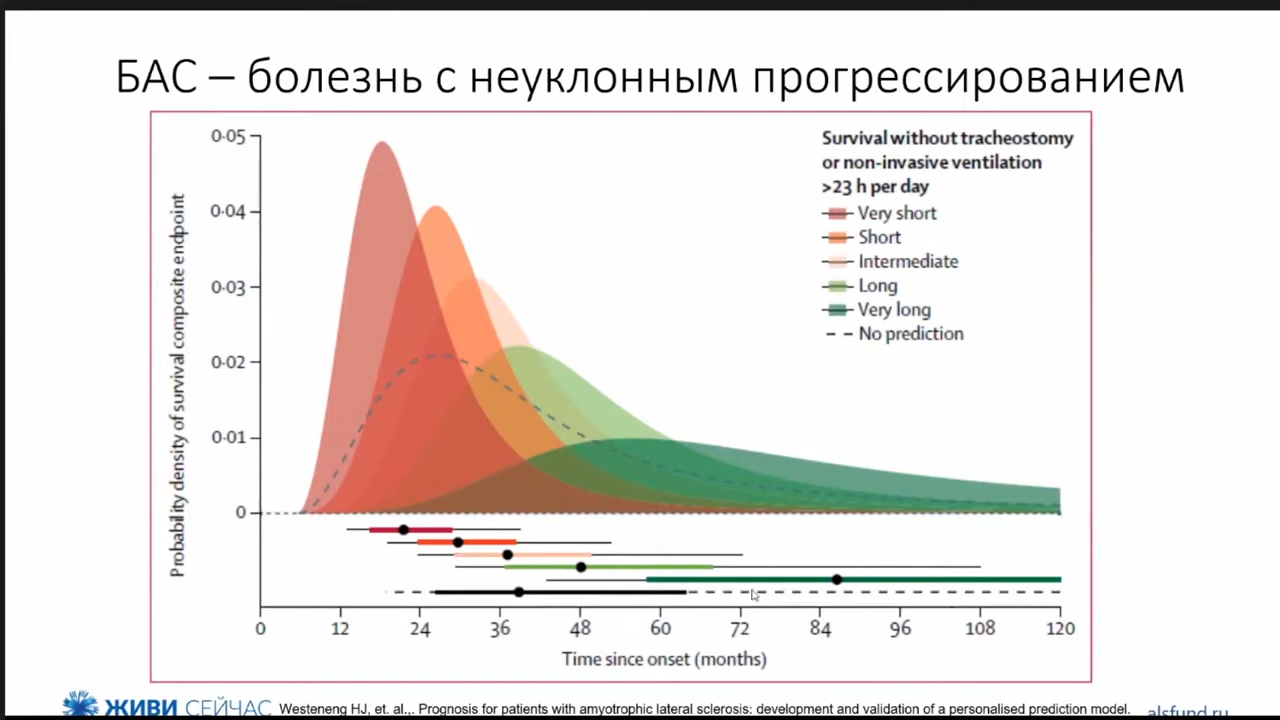 БАС – болезнь с неуклонным прогрессированием
Probability density of survival composite endpoint
0·05
0·04
0·03
0·02
0·01
0
Survival without tracheostomy
or non-invasive ventilation
>23 h per day
Very short
Short
Intermediate
Long
Very long
No prediction
0 12 24 36 48 60 72 84 96 108 120
Time since onset (months)
ЖИВИ СЕЙЧАС
Westeneng HJ, et. al.,. Prognosis for patients with amyotrophic lateral sclerosis: development and validation of a personalised prediction model.
alsfund.ru